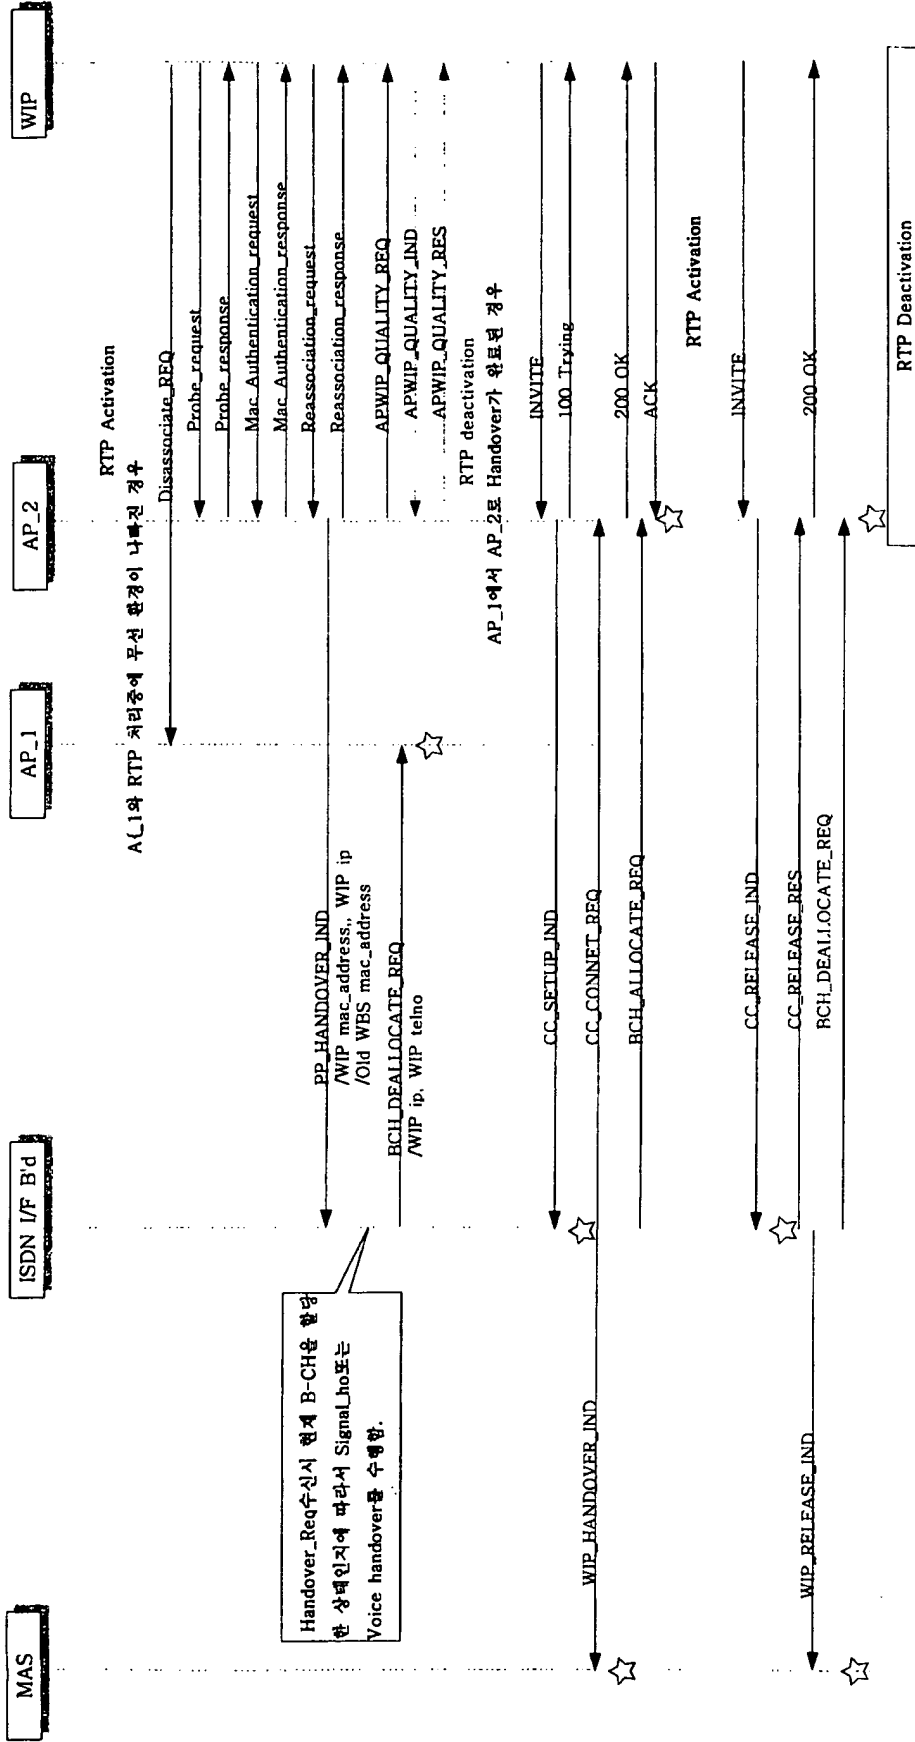 MAS
ISDN I/F B'd
AP_1
AP_2
WIP
RTP Activation
A(_1와 RTP 처리중에 무선 환경이 나빠진 경우
Disassociate_REQ
Probe_request
Probe_response
Mac_Authentication_request
Mac_Authentication_response
Reassociation_request
PP_HANDOVER_IND
/WIP mac_address,, WIP ip
/Old WBS mac_address
Reassociation_response
Handover_Req수신시 현재 B-CH을 할당
한 상태인지에 따라서 Signal_ho또는
Voice handover를 수행함.
APWIP_QUALITY_REQ
BCH_DEALLOCATE_REQ
/WIP ip, WIP telno
APWIP_QUALITY_IND
APWIP_QUALITY_RES
RTP deactivation
AP_1에서 AP_2로 Handover가 완료된 경우
INVITE
CC_SETUP_IND
100 Trying
CC_CONNET_REQ
WIP_HANDOVER_IND
200 OK
BCH_ALLOCATE_REQ
ACK
RTP Activation
INVITE
CC_RELEASE_IND
CC_RELEASE_RES
200 OK
WIP_RELEASE_IND
BCH_DEALLOCATE_REQ
RTP Deactivation